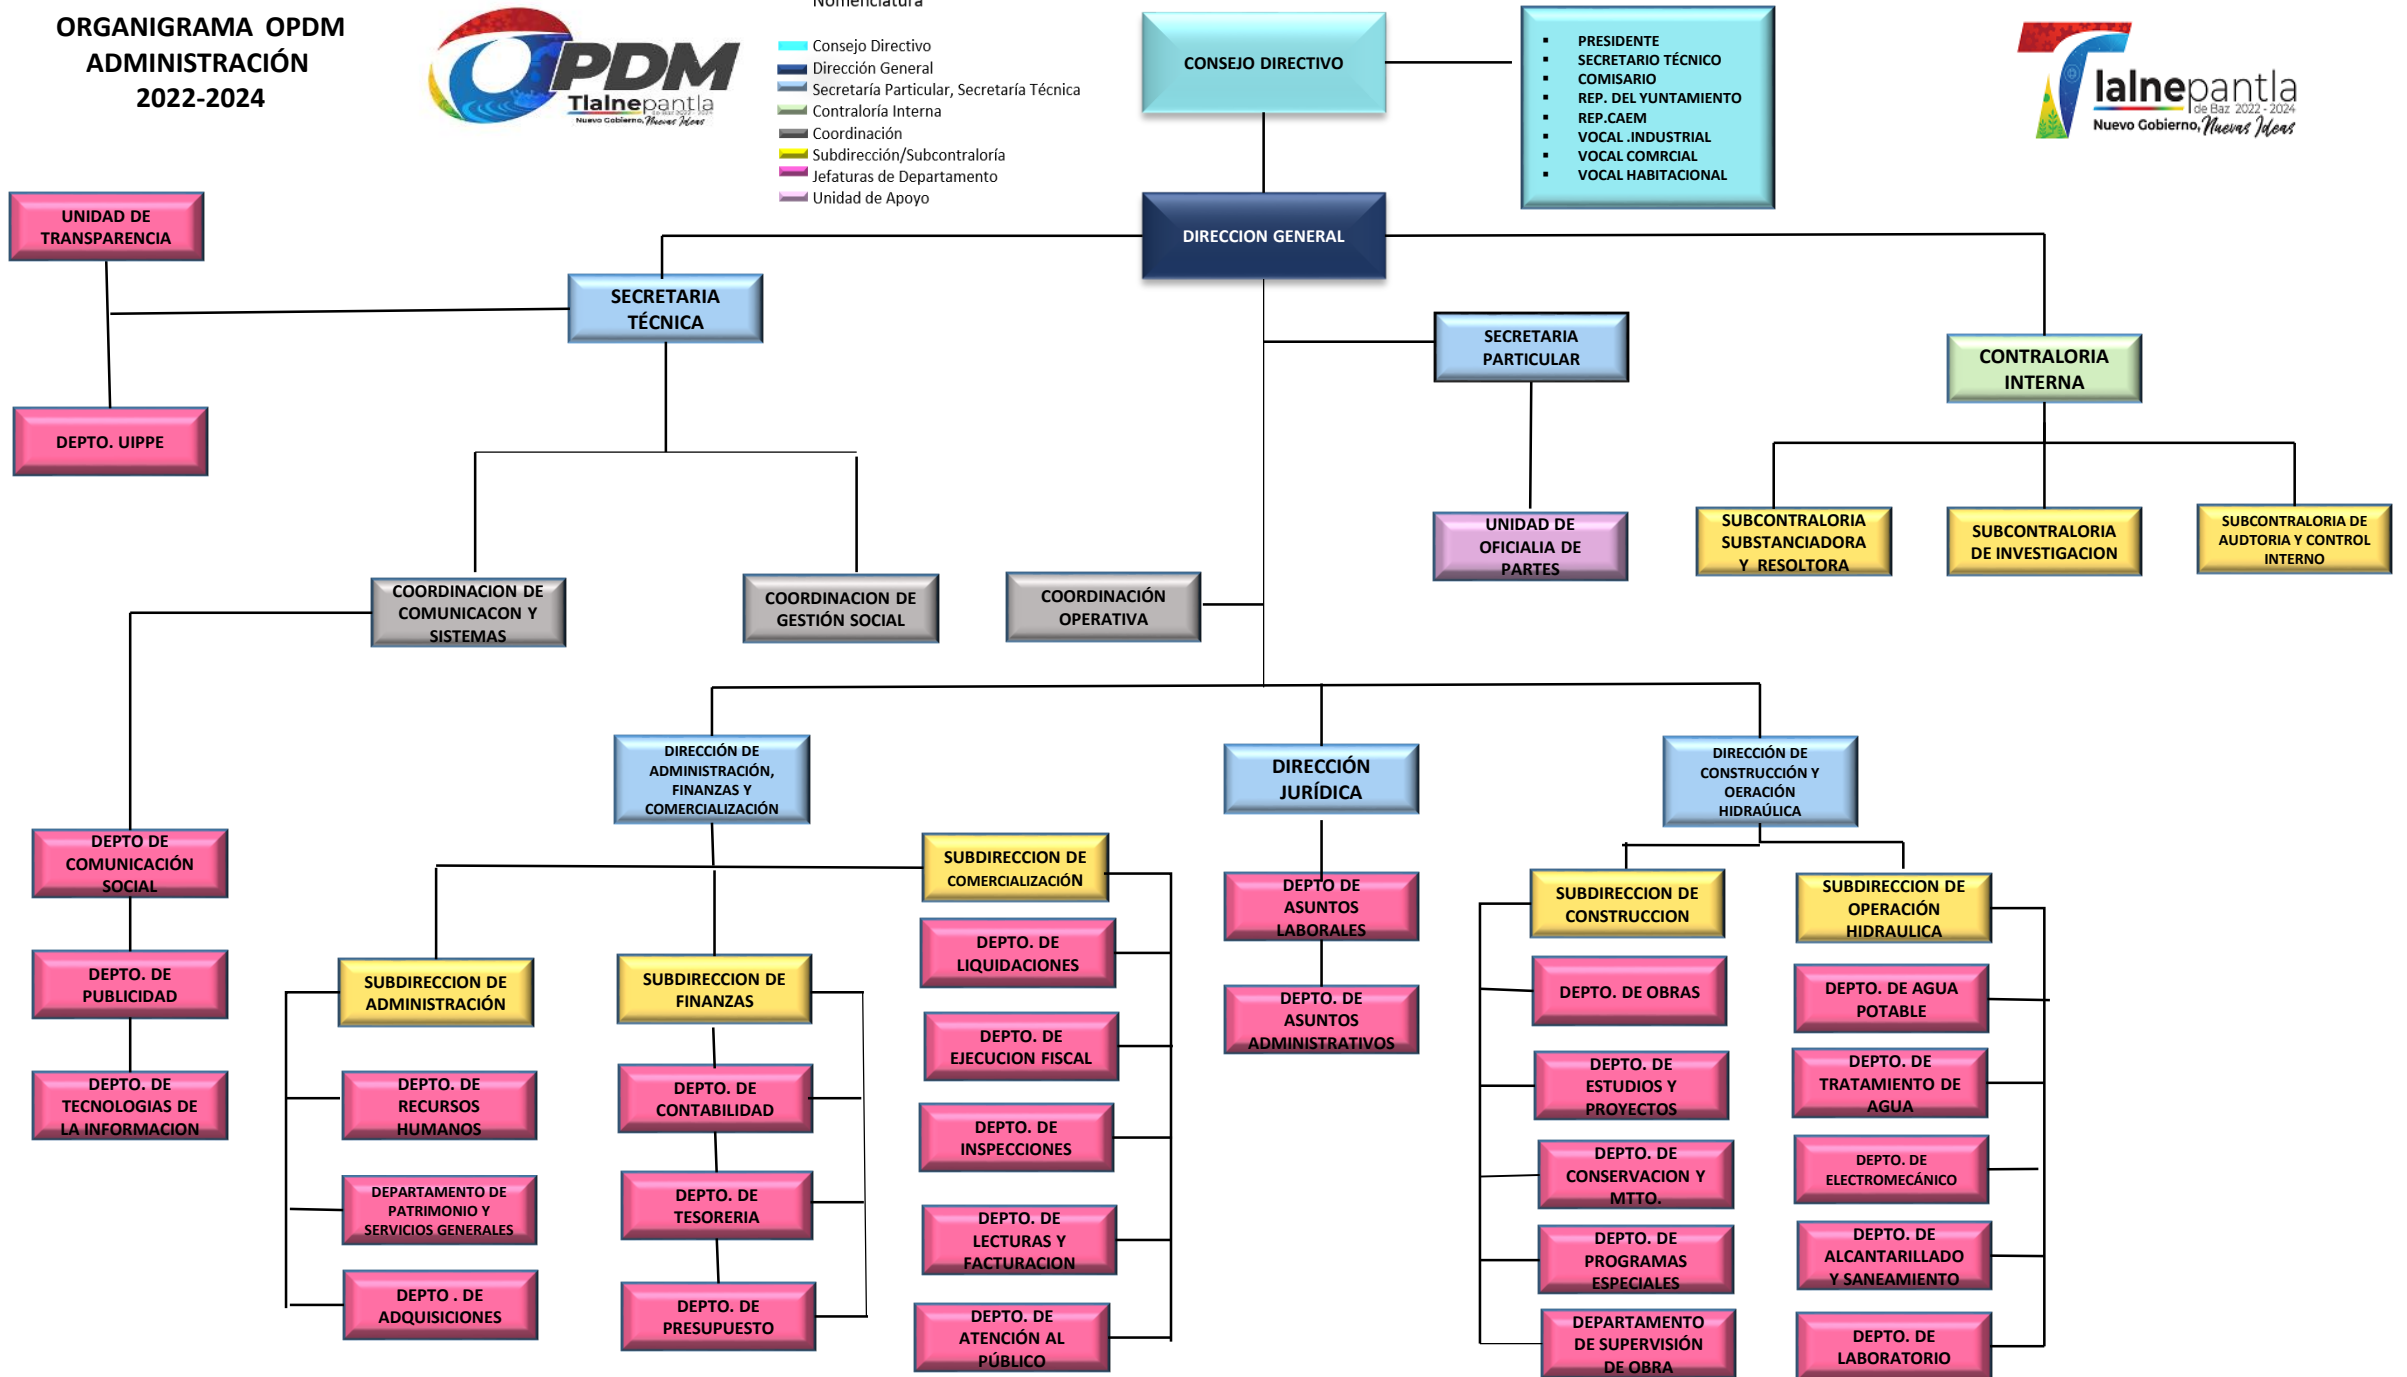 ORGANIGRAMA OPDM
ADMINISTRACIÓN
2022-2024
OPDM
Tlalnepantla
de Baz 2022 - 2024
Nuevo Gobierno, Nuevas Ideas
Nomenclatura
Consejo Directivo
Dirección General
Secretaría Particular, Secretaría Técnica
Contraloría Interna
Coordinación
Subdirección/Subcontraloría
Jefaturas de Departamento
Unidad de Apoyo
CONSEJO DIRECTIVO
▪ PRESIDENTE
▪ SECRETARIO TÉCNICO
▪ COMISARIO
▪ REP. DEL YUNTAMIENTO
▪ REP.CAEM
▪ VOCAL .INDUSTRIAL
▪ VOCAL COMRCIAL
▪ VOCAL HABITACIONAL
Tlalnepantla
de Baz 2022 - 2024
Nuevo Gobierno, Nuevas Ideas
UNIDAD DE
TRANSPARENCIA
DIRECCION GENERAL
SECRETARIA
TÉCNICA
SECRETARIA
PARTICULAR
CONTRALORIA
INTERNA
DEPTO. UIPPE
UNIDAD DE
OFICIALIA DE
PARTES
SUBCONTRALORIA
SUBSTANCIADORA
Y RESOLTORA
SUBCONTRALORIA
DE INVESTIGACION
SUBCONTRALORIA DE
AUDTORIA Y CONTROL
INTERNO
COORDINACION DE
COMUNICACON Y
SISTEMAS
COORDINACION DE
GESTIÓN SOCIAL
COORDINACIÓN
OPERATIVA
DIRECCIÓN DE
ADMINISTRACIÓN,
FINANZAS Y
COMERCIALIZACIÓN
DIRECCIÓN
JURÍDICA
DIRECCIÓN DE
CONSTRUCCIÓN Y
OERACIÓN
HIDRAÚLICA
DEPTO DE
COMUNICACIÓN
SOCIAL
DEPTO. DE
PUBLICIDAD
DEPTO. DE
TECNOLOGIAS DE
LA INFORMACION
SUBDIRECCION DE
ADMINISTRACIÓN
DEPTO. DE
RECURSOS
HUMANOS
DEPARTAMENTO DE
PATRIMONIO Y
SERVICIOS GENERALES
DEPTO . DE
ADQUISICIONES
SUBDIRECCION DE
FINANZAS
DEPTO. DE
CONTABILIDAD
DEPTO. DE
TESORERIA
DEPTO. DE
PRESUPUESTO
SUBDIRECCION DE
COMERCIALIZACIÓN
DEPTO. DE
LIQUIDACIONES
DEPTO. DE
EJECUCION FISCAL
DEPTO. DE
INSPECCIONES
DEPTO. DE
LECTURAS Y
FACTURACION
DEPTO. DE
ATENCIÓN AL
PÚBLICO
DEPTO DE
ASUNTOS
LABORALES
DEPTO. DE
ASUNTOS
ADMINISTRATIVOS
SUBDIRECCION DE
CONSTRUCCION
DEPTO. DE OBRAS
DEPTO. DE
ESTUDIOS Y
PROYECTOS
DEPTO. DE
CONSERVACION Y
MTTO.
DEPTO. DE
PROGRAMAS
ESPECIALES
DEPARTAMENTO
DE SUPERVISIÓN
DE OBRA
SUBDIRECCION DE
OPERACIÓN
HIDRAULICA
DEPTO. DE AGUA
POTABLE
DEPTO. DE
TRATAMIENTO DE
AGUA
DEPTO. DE
ELECTROMECÁNICO
DEPTO. DE
ALCANTARILLADO
Y SANEAMIENTO
DEPTO. DE
LABORATORIO